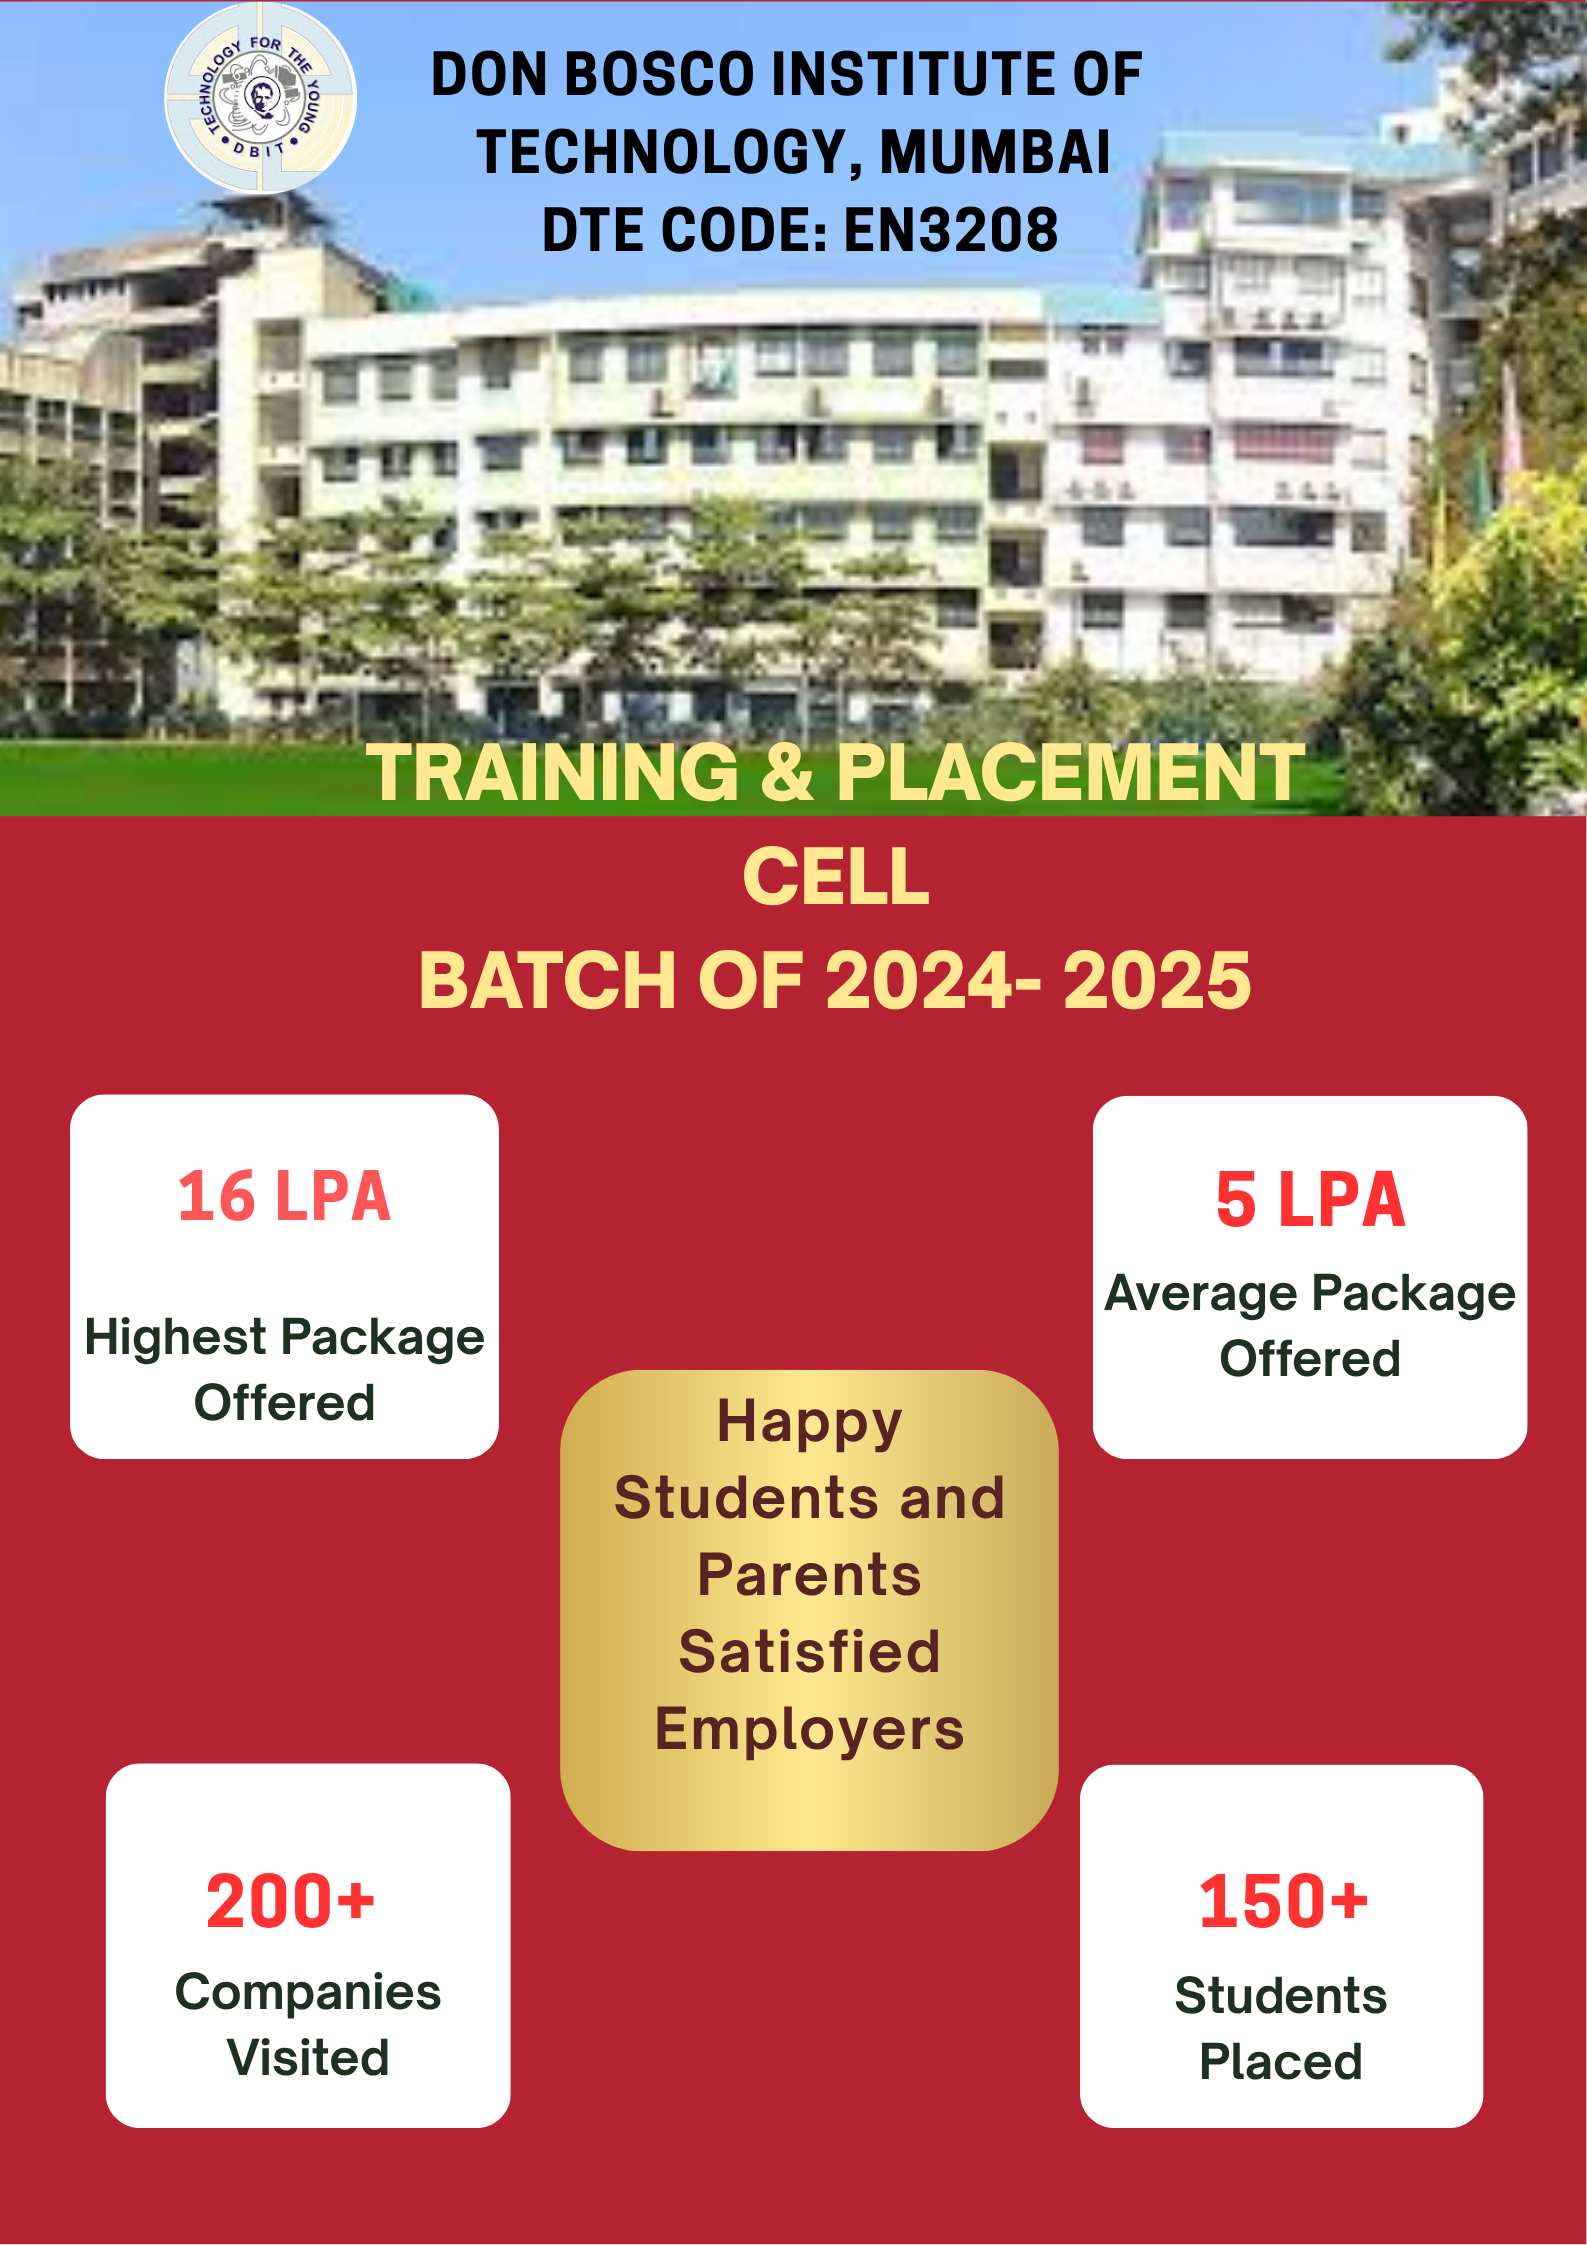 TECHNOLOGY FOR THE YOUNG
DBIT
DON BOSCO INSTITUTE OF
TECHNOLOGY, MUMBAI
DTE CODE: EN3208
TRAINING & PLACEMENT
CELL
BATCH OF 2024- 2025
16 LPA
Highest Package
Offered
5 LPA
Average Package
Offered
Happy
Students and
Parents
Satisfied
Employers
200+
Companies
Visited
150+
Students
Placed